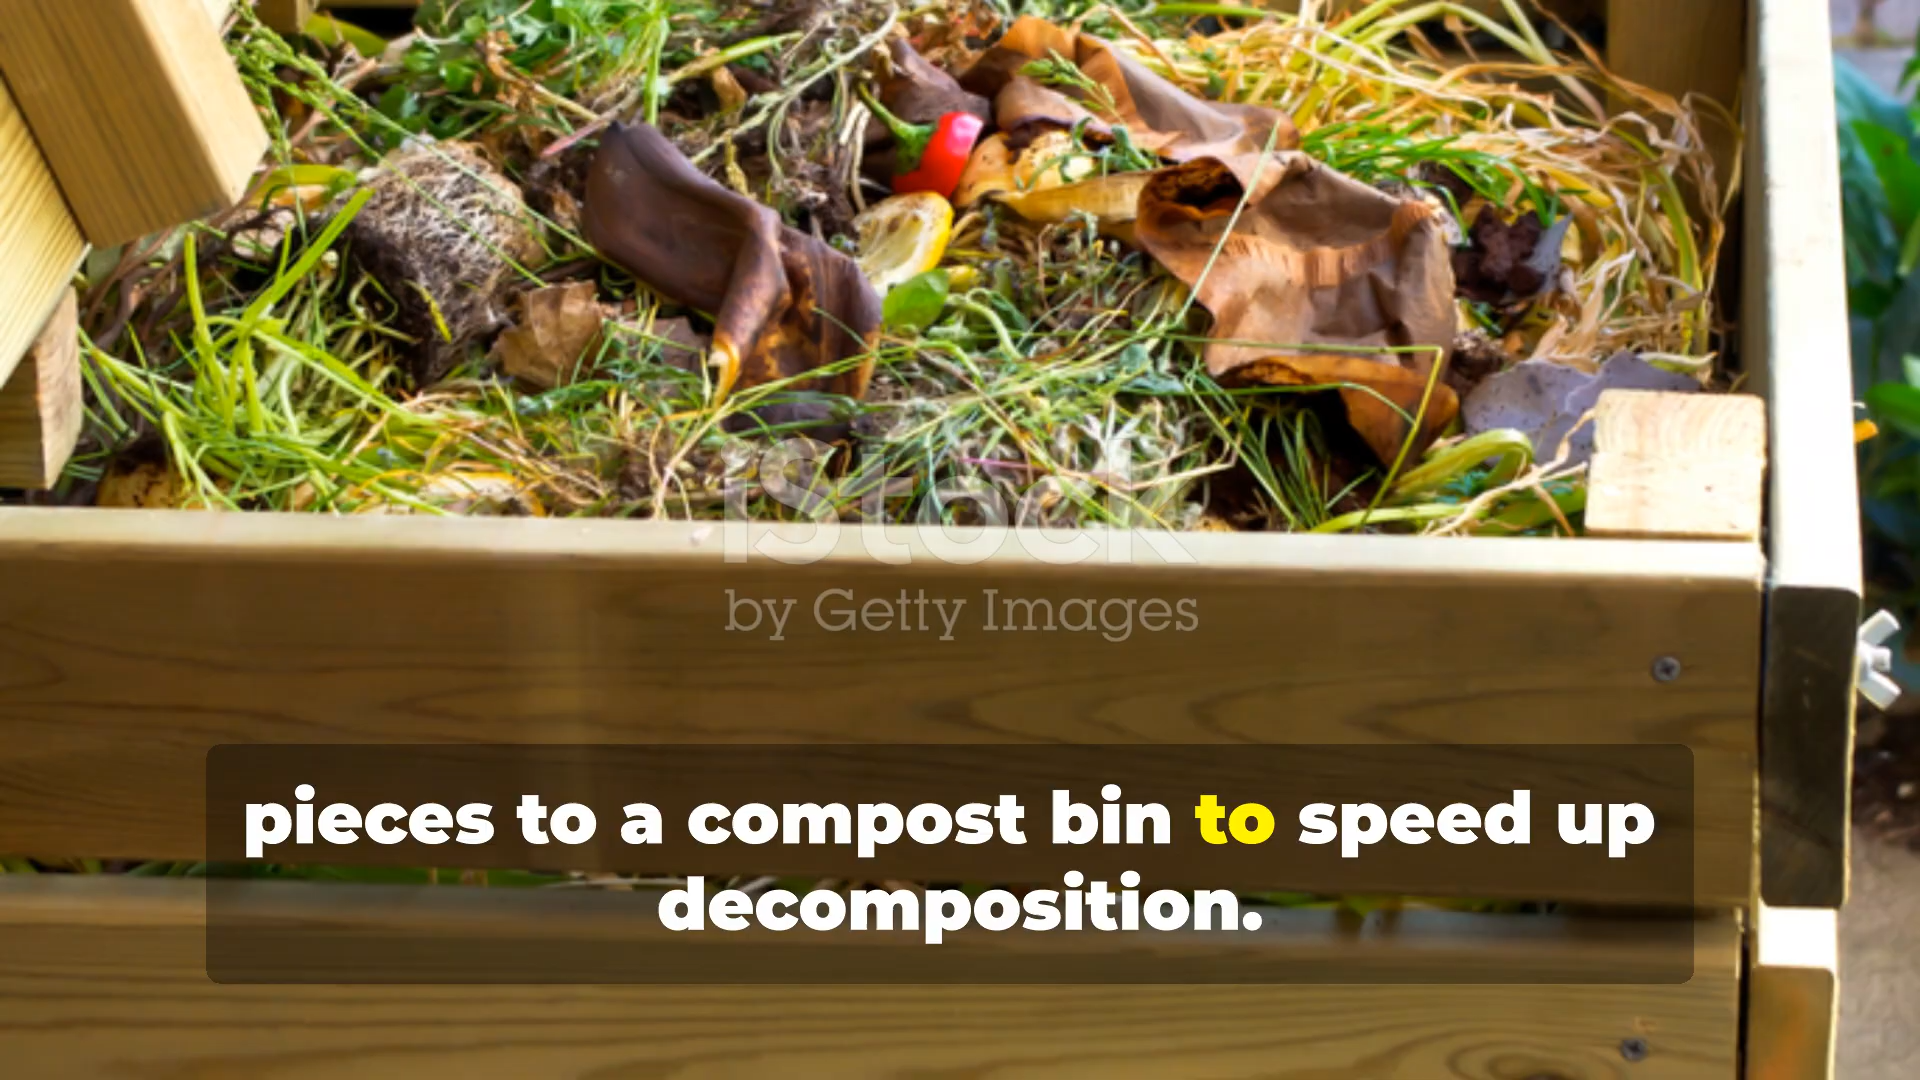 iStock
by Getty Images
pieces to a compost bin to speed up
decomposition.